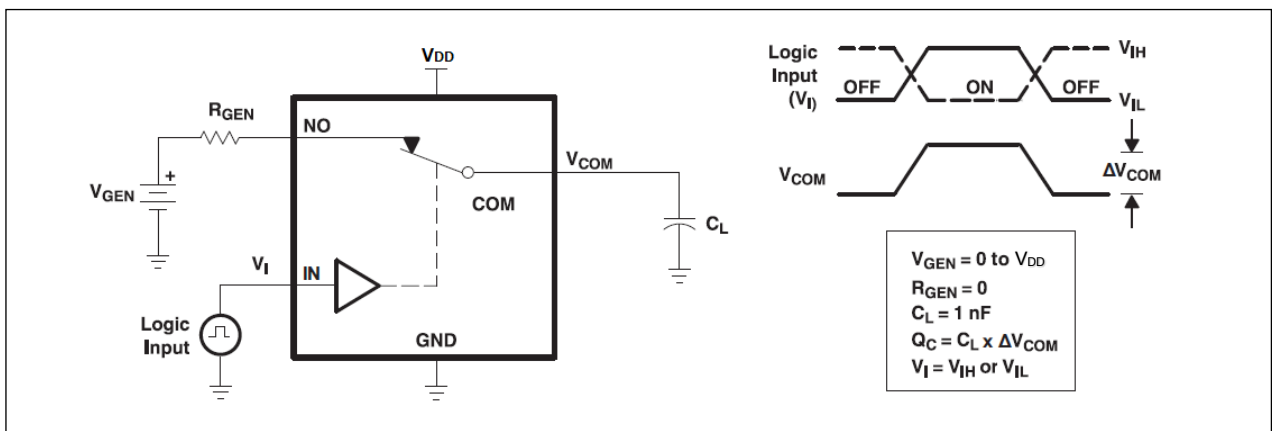 VDD
RGEN
NO
VCOM
VGEN
+
COM
CL
VI
IN
Logic
Input
GND
Logic
Input
(VI)
OFF
ON
OFF
VIH
VIL
VCOM
ΔVCOM
VGEN = 0 to VDD
RGEN = 0
CL = 1 nF
QC = CL x ΔVCOM
VI = VIH or VIL